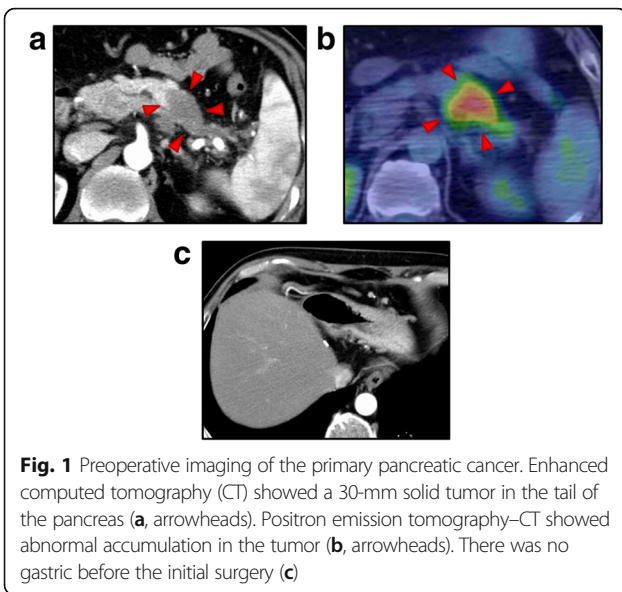 a
b
c
Fig. 1 Preoperative imaging of the primary pancreatic cancer. Enhanced
computed tomography (CT) showed a 30-mm solid tumor in the tail of
the pancreas (a, arrowheads). Positron emission tomography–CT showed
abnormal accumulation in the tumor (b, arrowheads). There was no
gastric before the initial surgery (c)